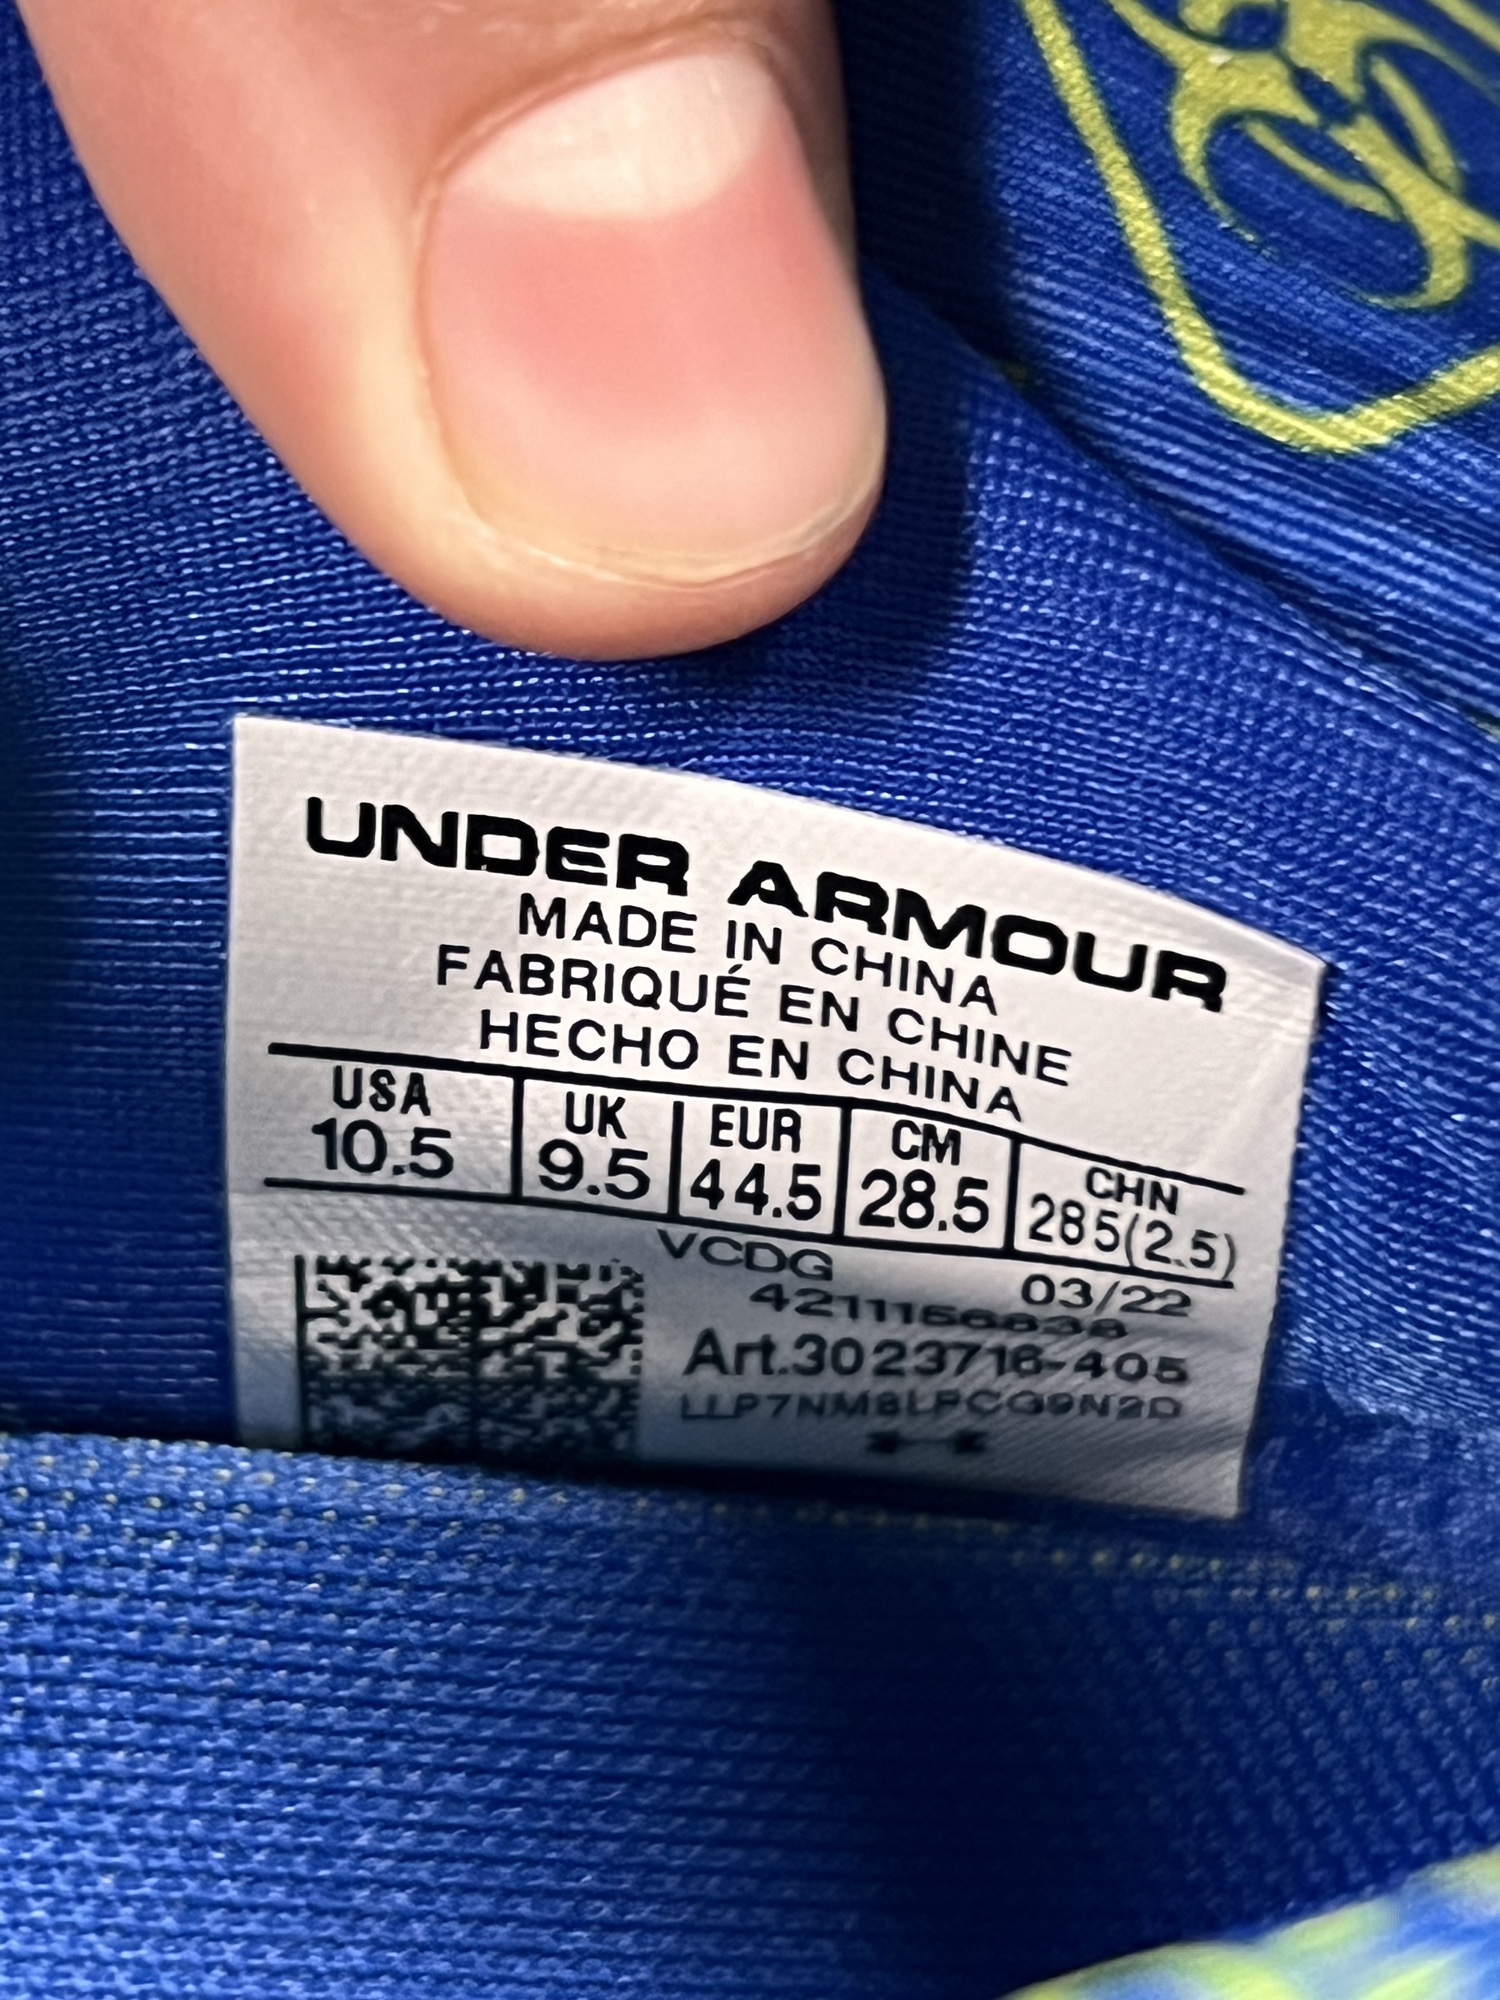 UNDER ARMOUR
MADE IN CHINA
FABRIQUÉ EN CHINE
HECHO EN CHINA
USA UK EUR CM CHN
10.5 9.5 44.5 28.5 285(2.5)
VCDG 03/22
Art.3023716-405